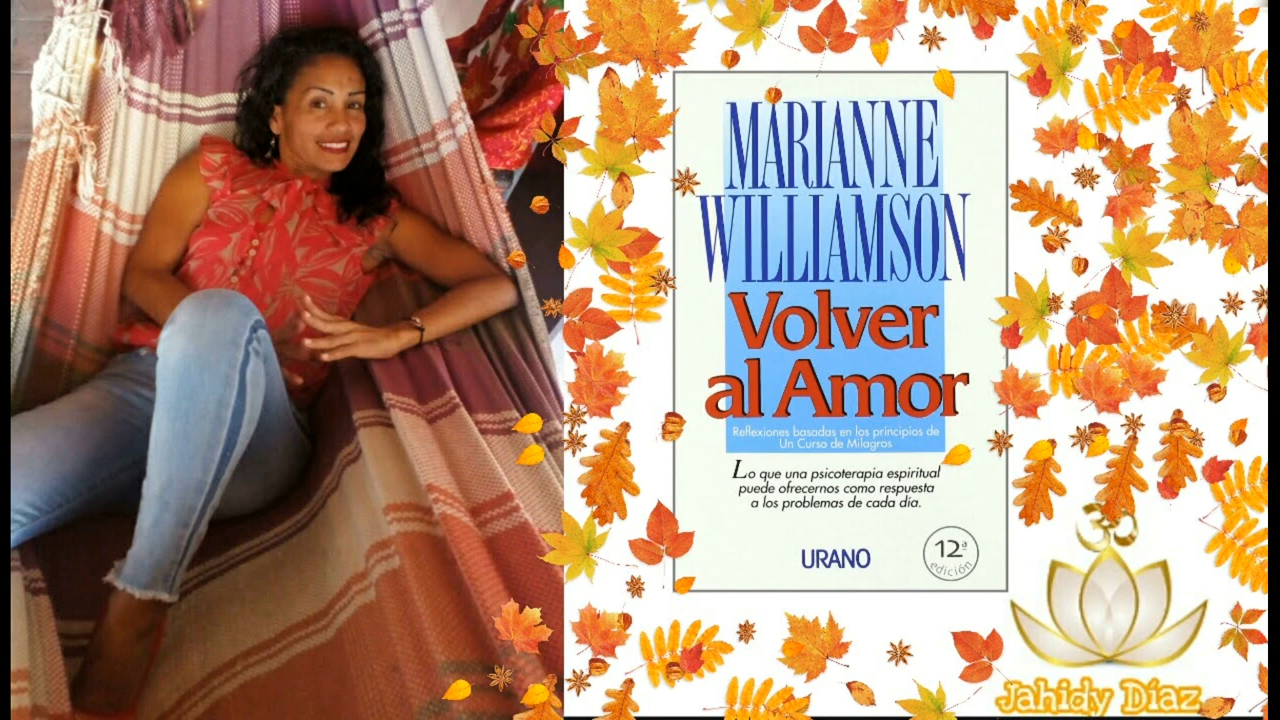 MARIANNE
WILLIAMSON
Volver
al Amor
Reflexiones basadas en los principios de
Un Curso de Milagros
Lo que una psicoterapia espiritual
puede ofrecernos como respuesta
a los problemas de cada día.
URANO
12ª
edición
ॐ
Jahidy Díaz